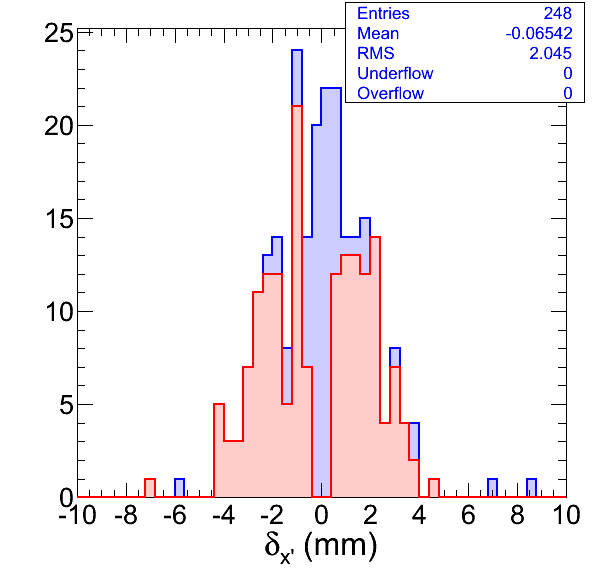 Entries 248
Mean -0.06542
RMS 2.045
Underflow 0
Overflow 0
25
20
15
10
5
0
-10 -8 -6 -4 -2 0 2 4 6 8 10
δx' (mm)